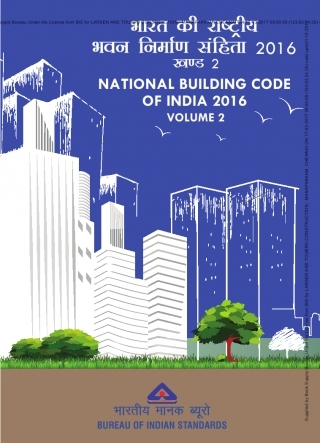 भारत की राष्ट्रीय
भवन निर्माण संहिता 2016
खण्ड 2
NATIONAL BUILDING CODE
OF INDIA 2016
VOLUME 2
भारतीय मानक ब्यूरो
BUREAU OF INDIAN STANDARDS